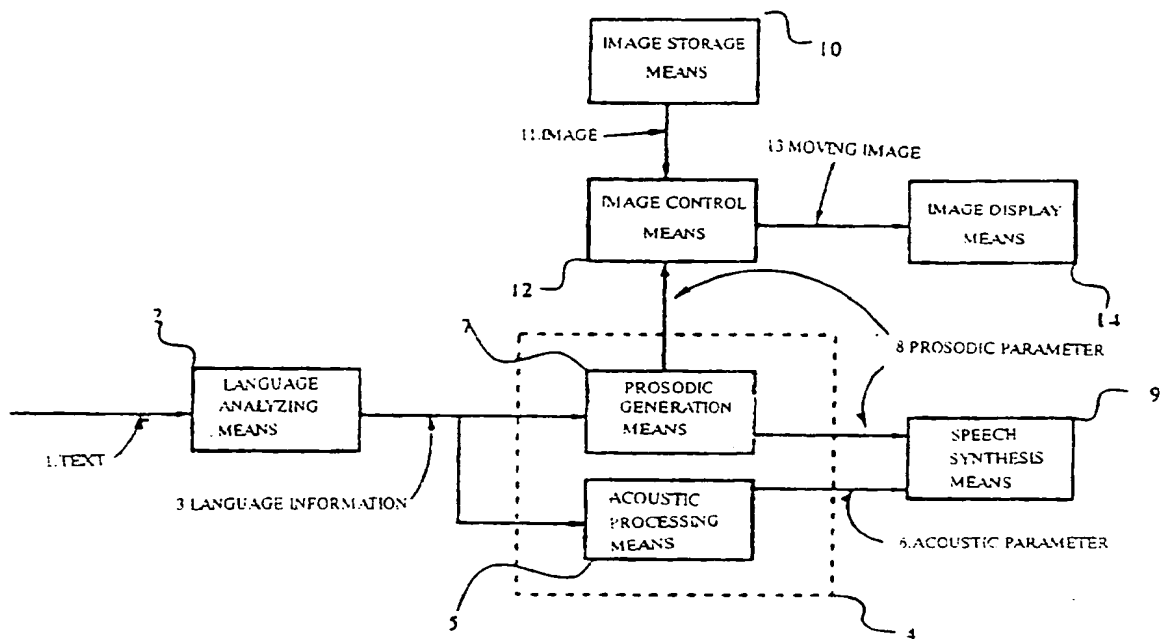 IMAGE STORAGE
MEANS
10
11.IMAGE
13 MOVING IMAGE
IMAGE CONTROL
MEANS
IMAGE DISPLAY
MEANS
12
14
2
7
8 PROSODIC PARAMETER
LANGUAGE
ANALYZING
MEANS
PROSODIC
GENERATION
MEANS
9
SPEECH
SYNTHESIS
MEANS
1.TEXT
3 LANGUAGE INFORMATION
ACOUSTIC
PROCESSING
MEANS
6.ACOUSTIC PARAMETER
5
4